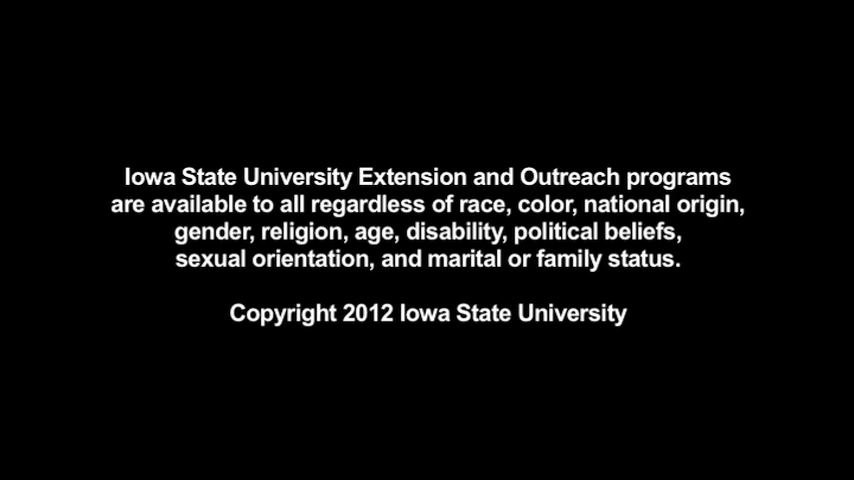 Iowa State University Extension and Outreach programs
are available to all regardless of race, color, national origin,
gender, religion, age, disability, political beliefs,
sexual orientation, and marital or family status.
Copyright 2012 Iowa State University